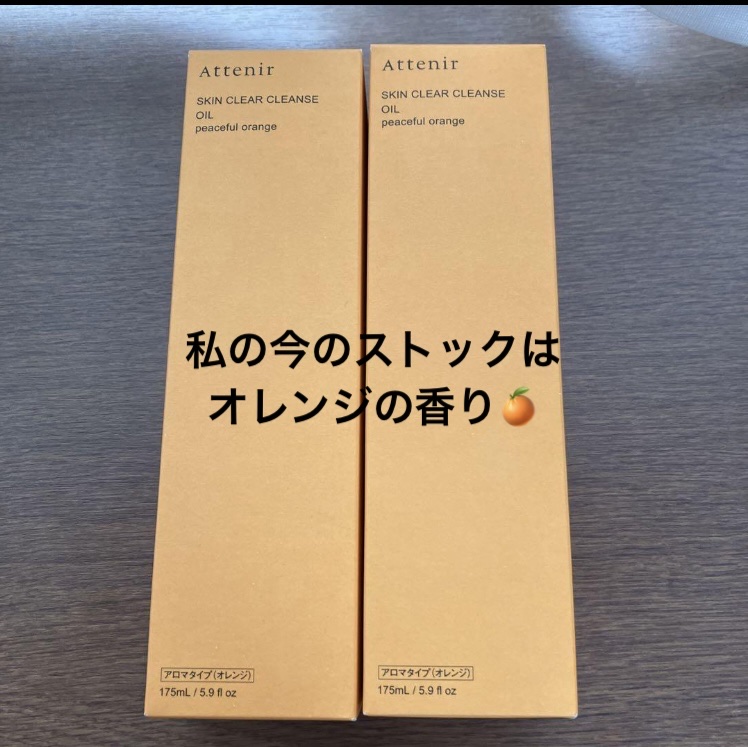 Attenir
SKIN CLEAR CLEANSE
OIL
peaceful orange
Attenir
SKIN CLEAR CLEANSE
OIL
peaceful orange
私の今のストックは
オレンジの香り🍊
アロマタイプ(オレンジ)
175mL / 5.9 fl oz
アロマタイプ(オレンジ)
175mL / 5.9 fl oz